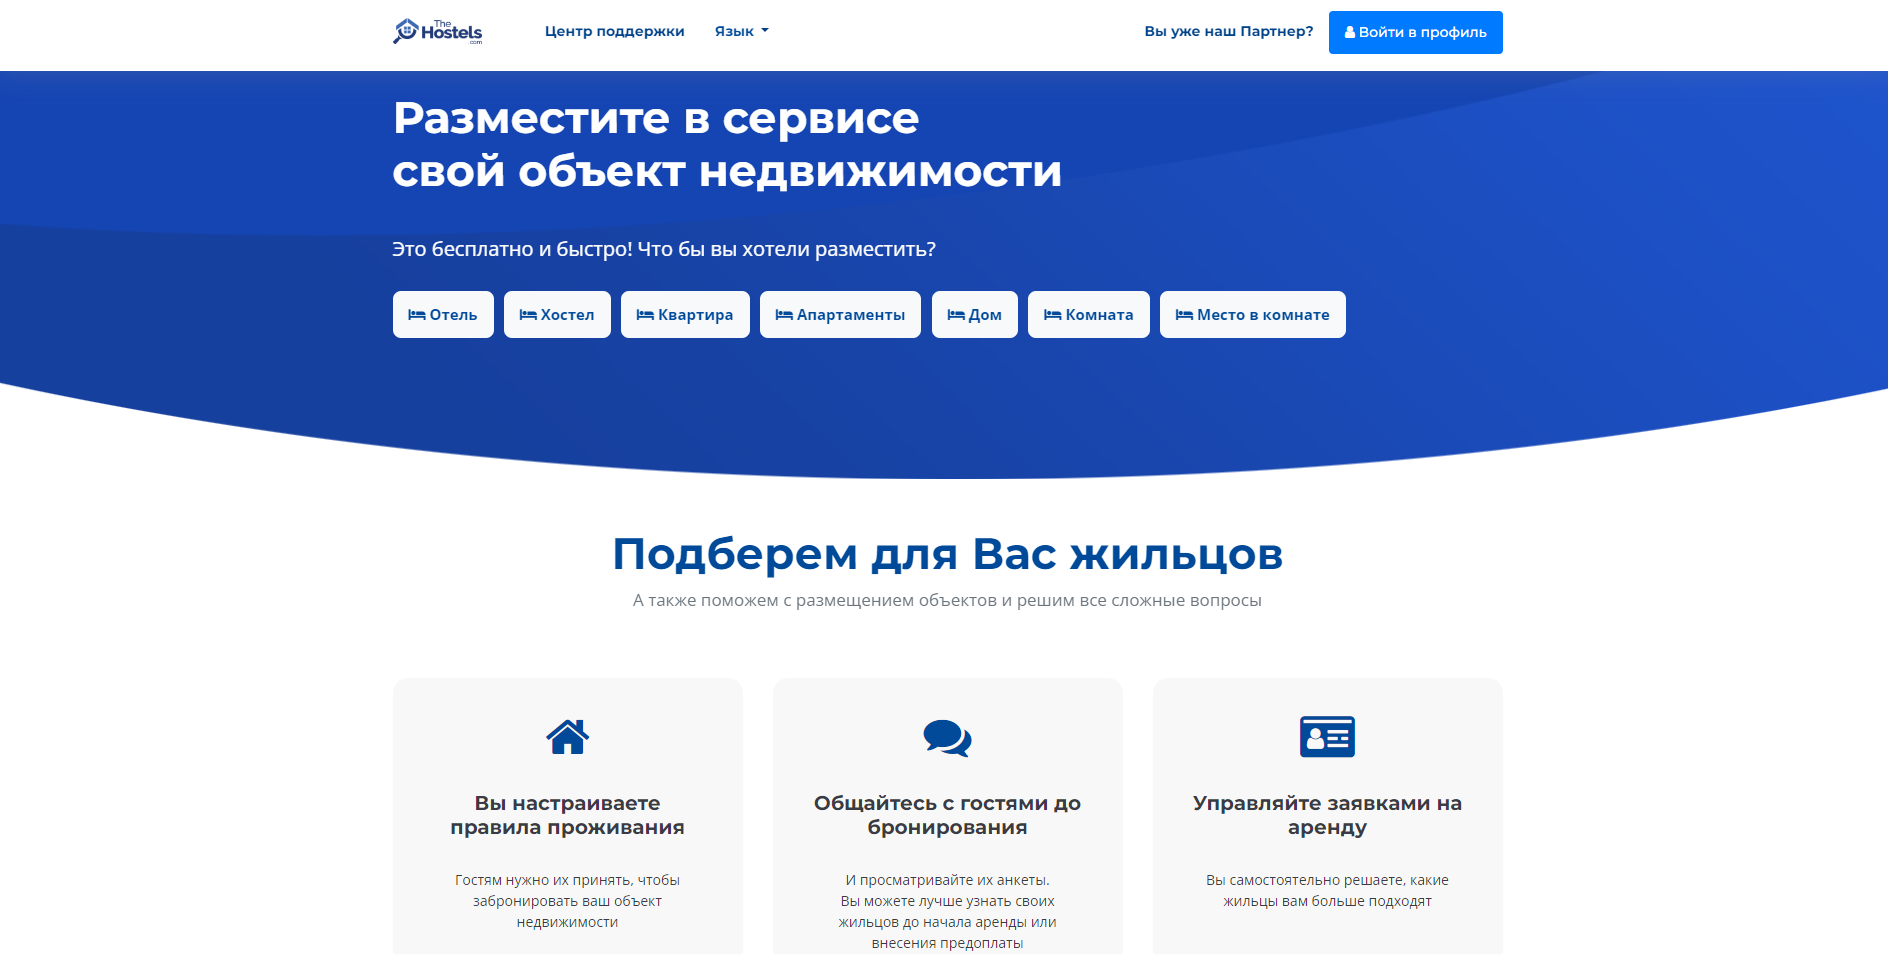 The
Hostels
.com
Центр поддержки
Язык
Вы уже наш Партнер?
Войти в профиль
Разместите в сервисе
свой объект недвижимости
Это бесплатно и быстро! Что бы вы хотели разместить?
Отель
Хостел
Квартира
Апартаменты
Дом
Комната
Место в комнате
Подберем для Вас жильцов
А также поможем с размещением объектов и решим все сложные вопросы
Вы настраиваете
правила проживания
Гостям нужно их принять, чтобы
забронировать ваш объект
недвижимости
Общайтесь с гостями до
бронирования
И просматривайте их анкеты.
Вы можете лучше узнать своих
жильцов до начала аренды или
внесения предоплаты
Управляйте заявками на
аренду
Вы самостоятельно решаете, какие
жильцы вам больше подходят